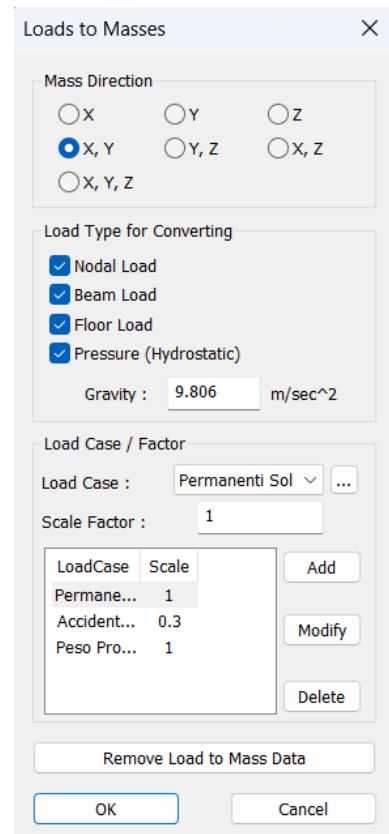 Loads to Masses
Mass Direction
X Y Z
X, Y Y, Z X, Z
X, Y, Z
Load Type for Converting
Nodal Load
Beam Load
Floor Load
Pressure (Hydrostatic)
Gravity : 9.806 m/sec^2
Load Case / Factor
Load Case : Permanenti Sol ...
Scale Factor : 1
LoadCase Scale Add
Permane... 1
Accident... 0.3 Modify
Peso Pro... 1
Delete
Remove Load to Mass Data
OK Cancel